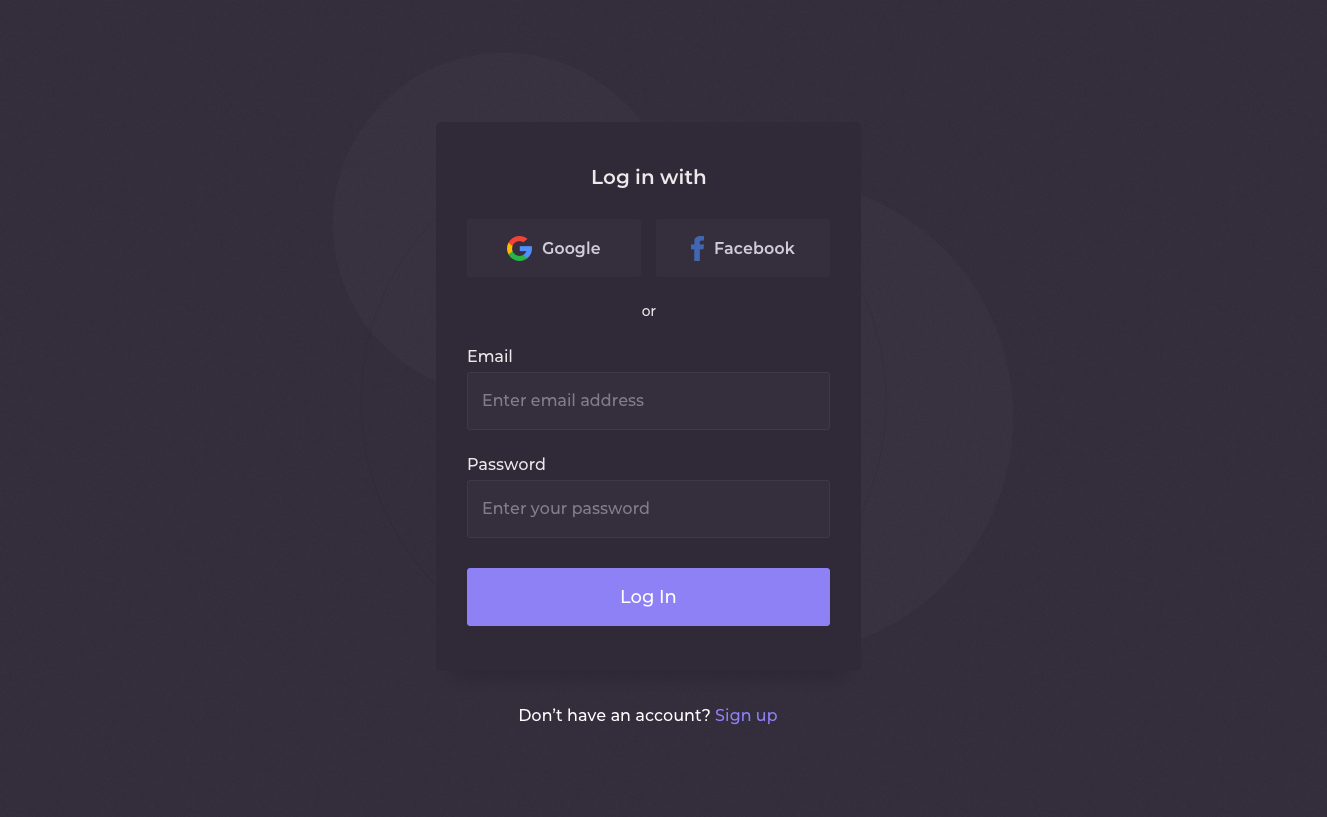 Log in with
Google Facebook
or
Email
Enter email address
Password
Enter your password
Log In
Don’t have an account? Sign up